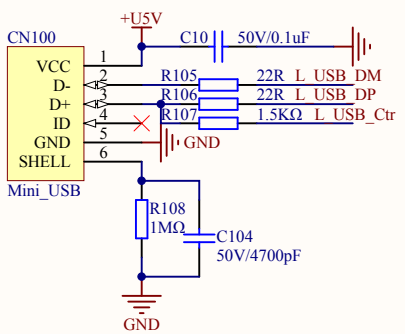 +U5V
CN100
C10 50V/0.1uF
VCC 1
D- 2 R105 22R L_USB_DM
D+ 3 R106 22R L_USB_DP
ID 4 R107 1.5KΩ L_USB_Ctr
GND 5 GND
SHELL 6
Mini_USB
R108
1MΩ
C104
50V/4700pF
GND